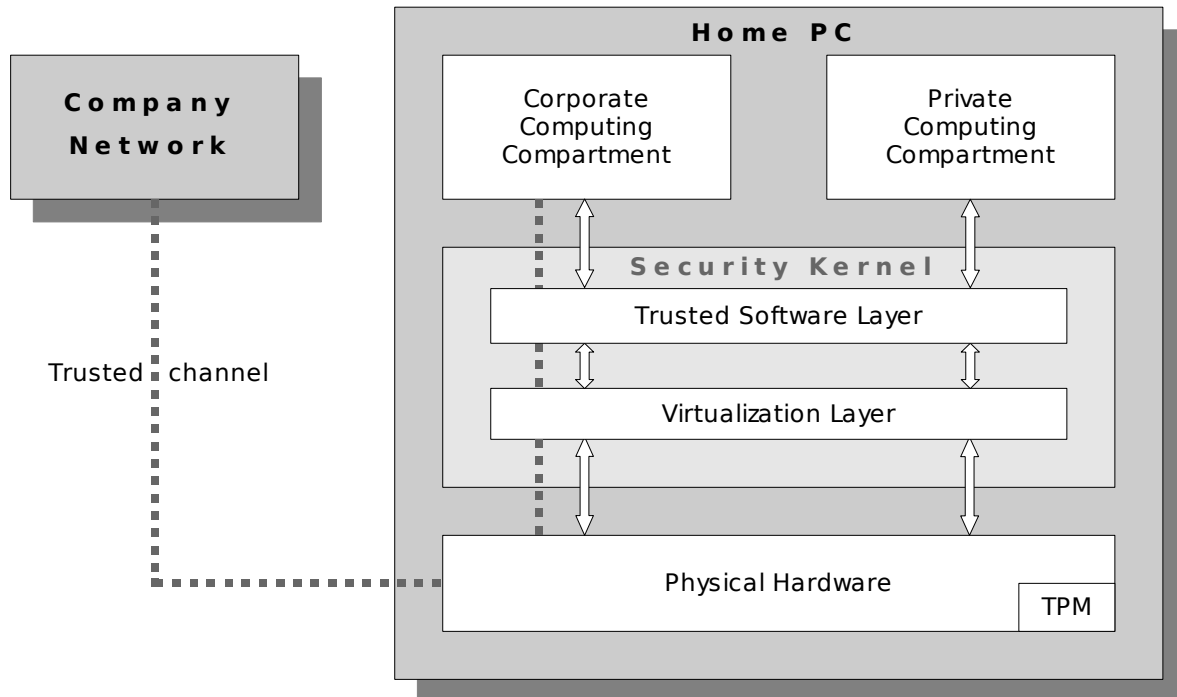 Home PC
Company
Network
Corporate
Computing
Compartment
Private
Computing
Compartment
Security Kernel
Trusted Software Layer
Trusted channel
Virtualization Layer
Physical Hardware
TPM